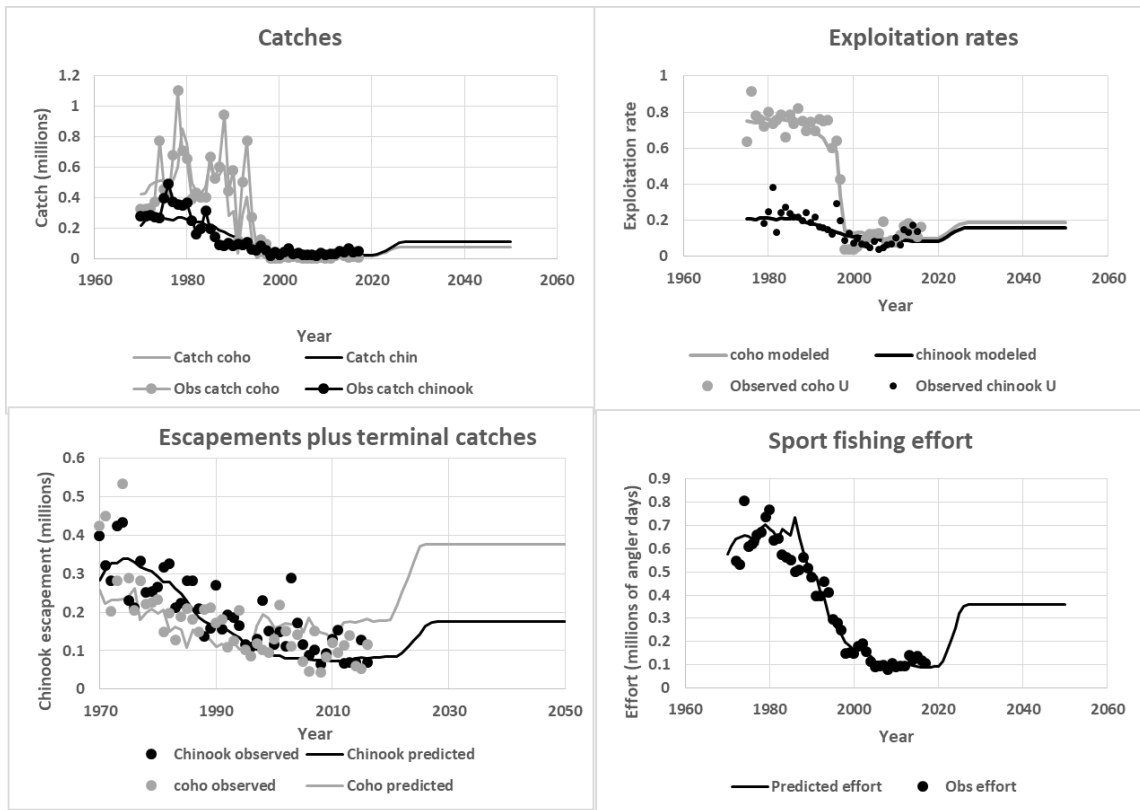 Catches
Catch (millions)
1.2
1
0.8
0.6
0.4
0.2
0
1960 1980 2000 2020 2040 2060
Year
Catch coho Catch chin
Obs catch coho Obs catch chinook
Exploitation rates
Exploitation rate
1
0.8
0.6
0.4
0.2
0
1960 1980 2000 2020 2040 2060
Year
coho modeled chinook modeled
Observed coho U Observed chinook U
Escapements plus terminal catches
Chinook escapement (millions)
0.6
0.5
0.4
0.3
0.2
0.1
0
1970 1990 2010 2030 2050
Year
Chinook observed Chinook predicted
coho observed Coho predicted
Sport fishing effort
Effort (millions of angler days)
0.9
0.8
0.7
0.6
0.5
0.4
0.3
0.2
0.1
0
1960 1980 2000 2020 2040 2060
Year
Predicted effort Obs effort